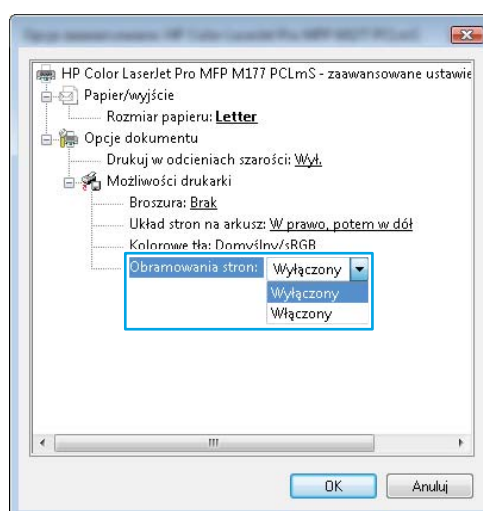 HP Color LaserJet Pro MFP M177 PCLmS - zaawansowane ustawie
Papier/wyjście
Rozmiar papieru: Letter
Opcje dokumentu
Drukuj w odcieniach szarości: Wył.
Możliwości drukarki
Broszura: Brak
Układ stron na arkusz: W prawo, potem w dół
Kolorowe tła: Domyślny/sRGB
Obramowania stron: Wyłączony
Wyłączony
Włączony
OK Anuluj